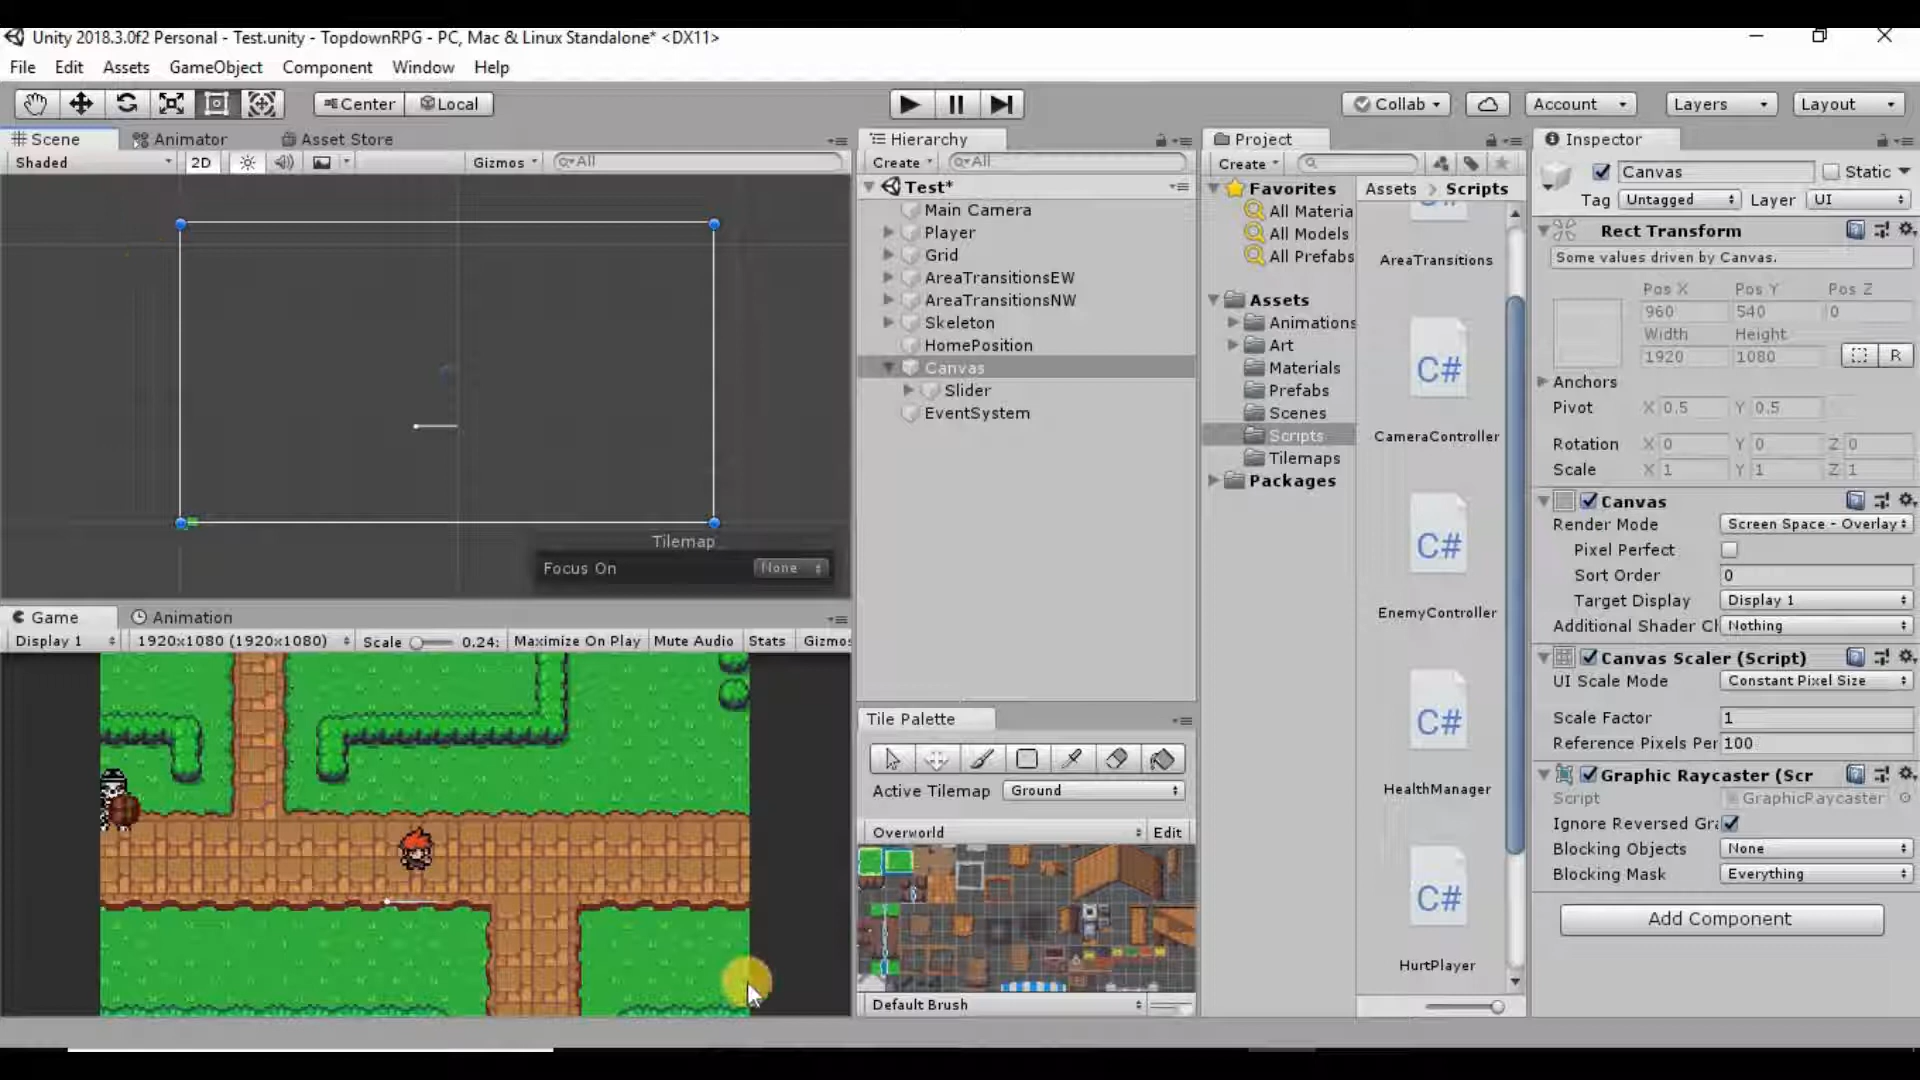 Unity 2018.3.0f2 Personal - Test.unity - TopdownRPG - PC, Mac & Linux Standalone* <DX11>
File Edit Assets GameObject Component Window Help
Center Local Collab Account Layers Layout
Scene Animator Asset Store
Shaded 2D Gizmos All
Tilemap
Focus On None
Game Animation
Display 1 1920x1080 (1920x1080) Scale 0.24: Maximize On Play Mute Audio Stats Gizmos
Hierarchy
Create All
Test*
Main Camera
Player
Grid
AreaTransitionsEW
AreaTransitionsNW
Skeleton
HomePosition
Canvas
Slider
EventSystem
Tile Palette
Active Tilemap Ground
Overworld Edit
Default Brush
Project
Create
Favorites
All Materia
All Models
All Prefabs
Assets
Animations
Art
Materials
Prefabs
Scenes
Scripts
Tilemaps
Packages
Assets > Scripts
AreaTransitions
C#
CameraController
C#
EnemyController
C#
HealthManager
C#
HurtPlayer
Inspector
Canvas Static
Tag Untagged Layer UI
Rect Transform
Some values driven by Canvas.
Pos X Pos Y Pos Z
960 540 0
Width Height
1920 1080 R
Anchors
Pivot X 0.5 Y 0.5
Rotation X 0 Y 0 Z 0
Scale X 1 Y 1 Z 1
Canvas
Render Mode Screen Space - Overlay
Pixel Perfect
Sort Order 0
Target Display Display 1
Additional Shader Cl Nothing
Canvas Scaler (Script)
UI Scale Mode Constant Pixel Size
Scale Factor 1
Reference Pixels Per 100
Graphic Raycaster (Scr
Script GraphicRaycaster
Ignore Reversed Gra
Blocking Objects None
Blocking Mask Everything
Add Component